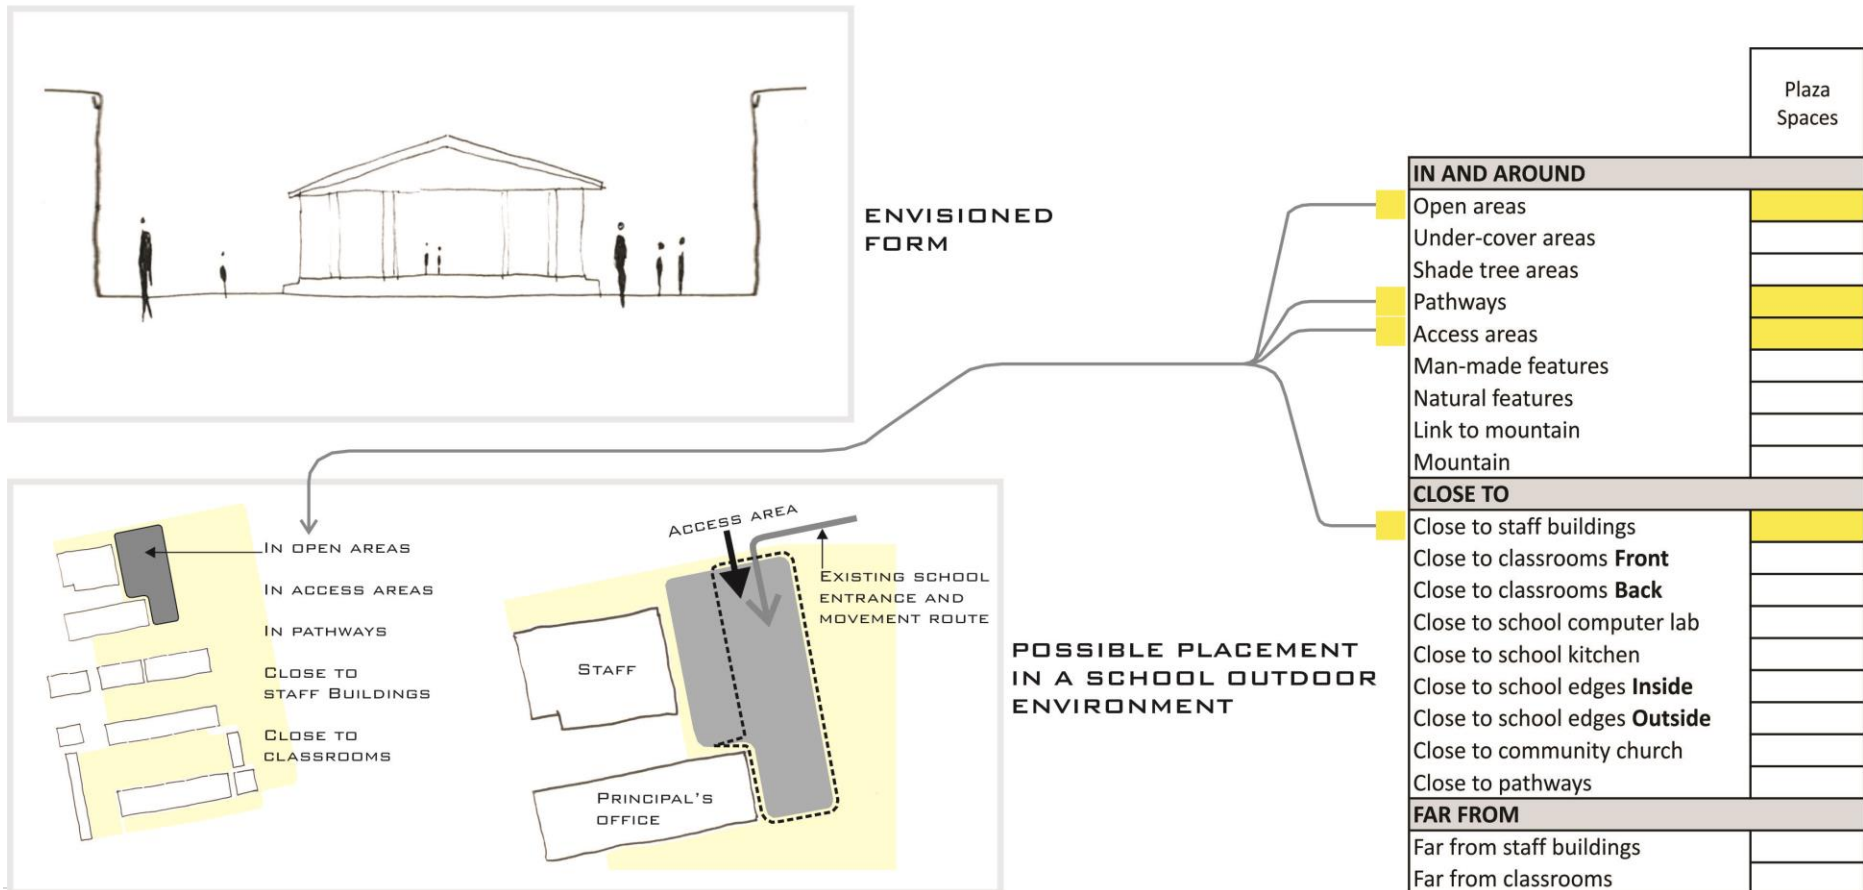 ENVISIONED
FORM
IN OPEN AREAS
IN ACCESS AREAS
IN PATHWAYS
CLOSE TO
STAFF BUILDINGS
CLOSE TO
CLASSROOMS
ACCESS AREA
EXISTING SCHOOL
ENTRANCE AND
MOVEMENT ROUTE
STAFF
PRINCIPAL'S
OFFICE
POSSIBLE PLACEMENT
IN A SCHOOL OUTDOOR
ENVIRONMENT
Plaza
Spaces
IN AND AROUND
Open areas
Under-cover areas
Shade tree areas
Pathways
Access areas
Man-made features
Natural features
Link to mountain
Mountain
CLOSE TO
Close to staff buildings
Close to classrooms Front
Close to classrooms Back
Close to school computer lab
Close to school kitchen
Close to school edges Inside
Close to school edges Outside
Close to community church
Close to pathways
FAR FROM
Far from staff buildings
Far from classrooms